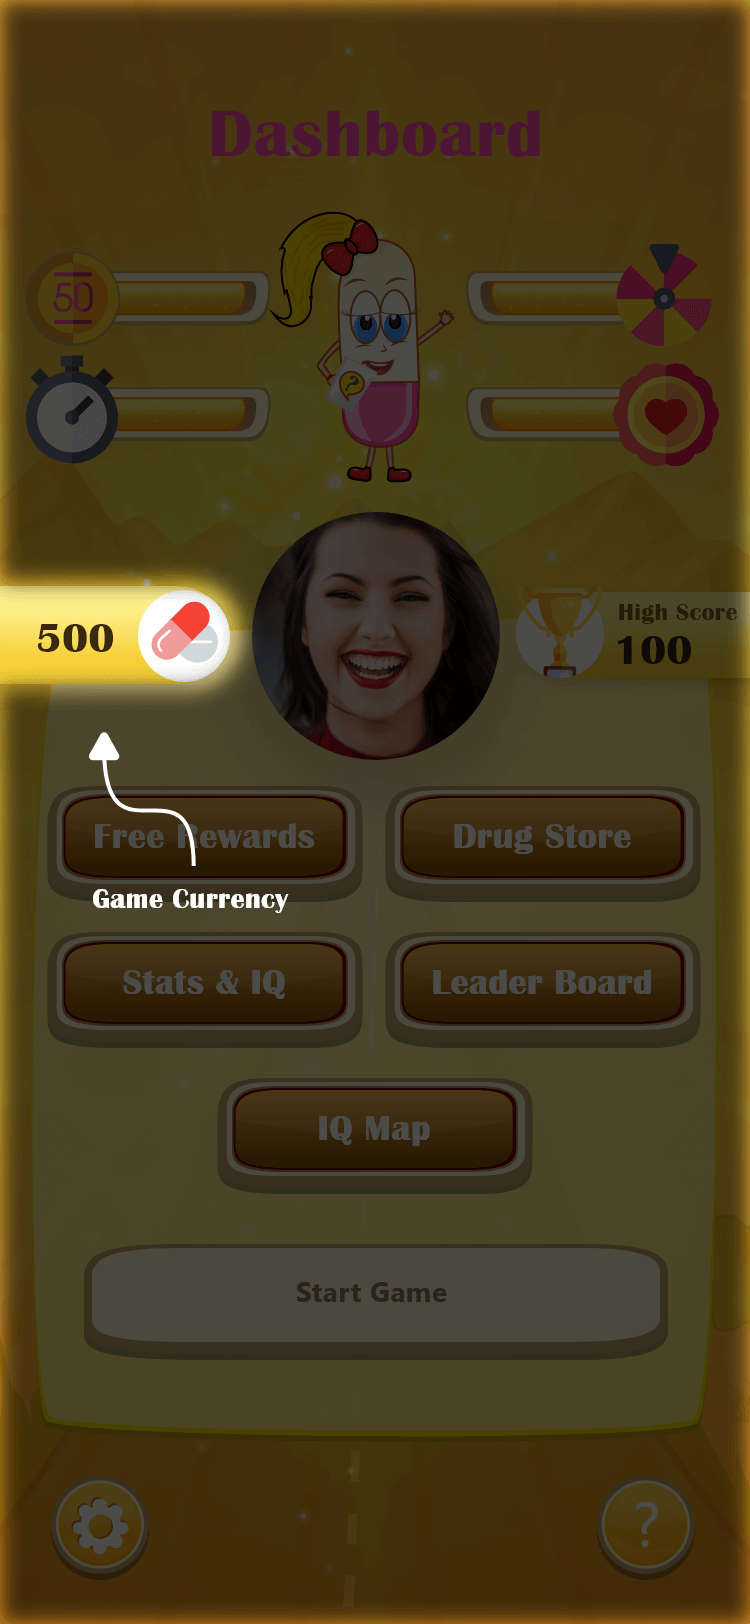 Dashboard
50
500
High Score
100
Free Rewards
Drug Store
Game Currency
Stats & IQ
Leader Board
IQ Map
Start Game
?